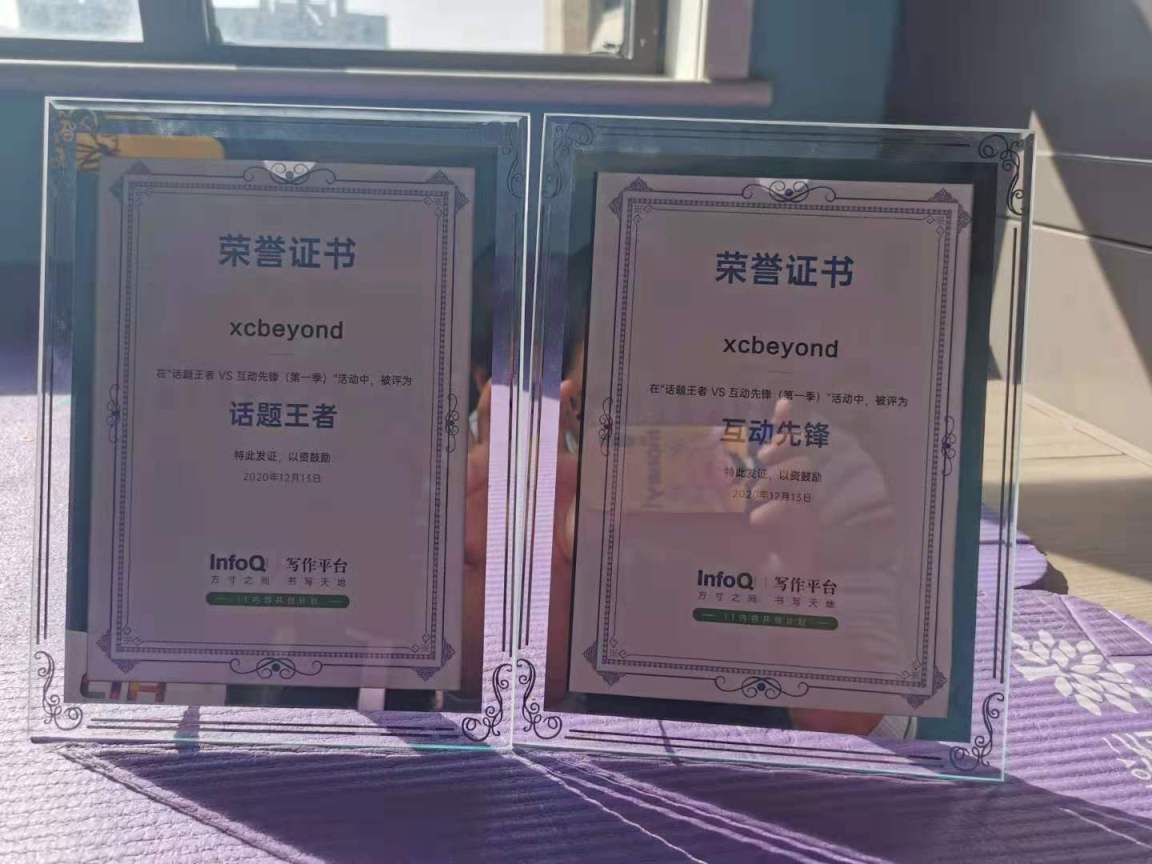 荣誉证书
xcbeyond
在“话题王者 VS 互动先锋（第一季）”活动中，被评为
话题王者
特此发证，以资鼓励
2020年12月15日
InfoQ 写作平台
方寸之间 书写天地
荣誉证书
xcbeyond
在“话题王者 VS 互动先锋（第一季）”活动中，被评为
互动先锋
特此发证，以资鼓励
2020年12月15日
InfoQ 写作平台
方寸之间 书写天地